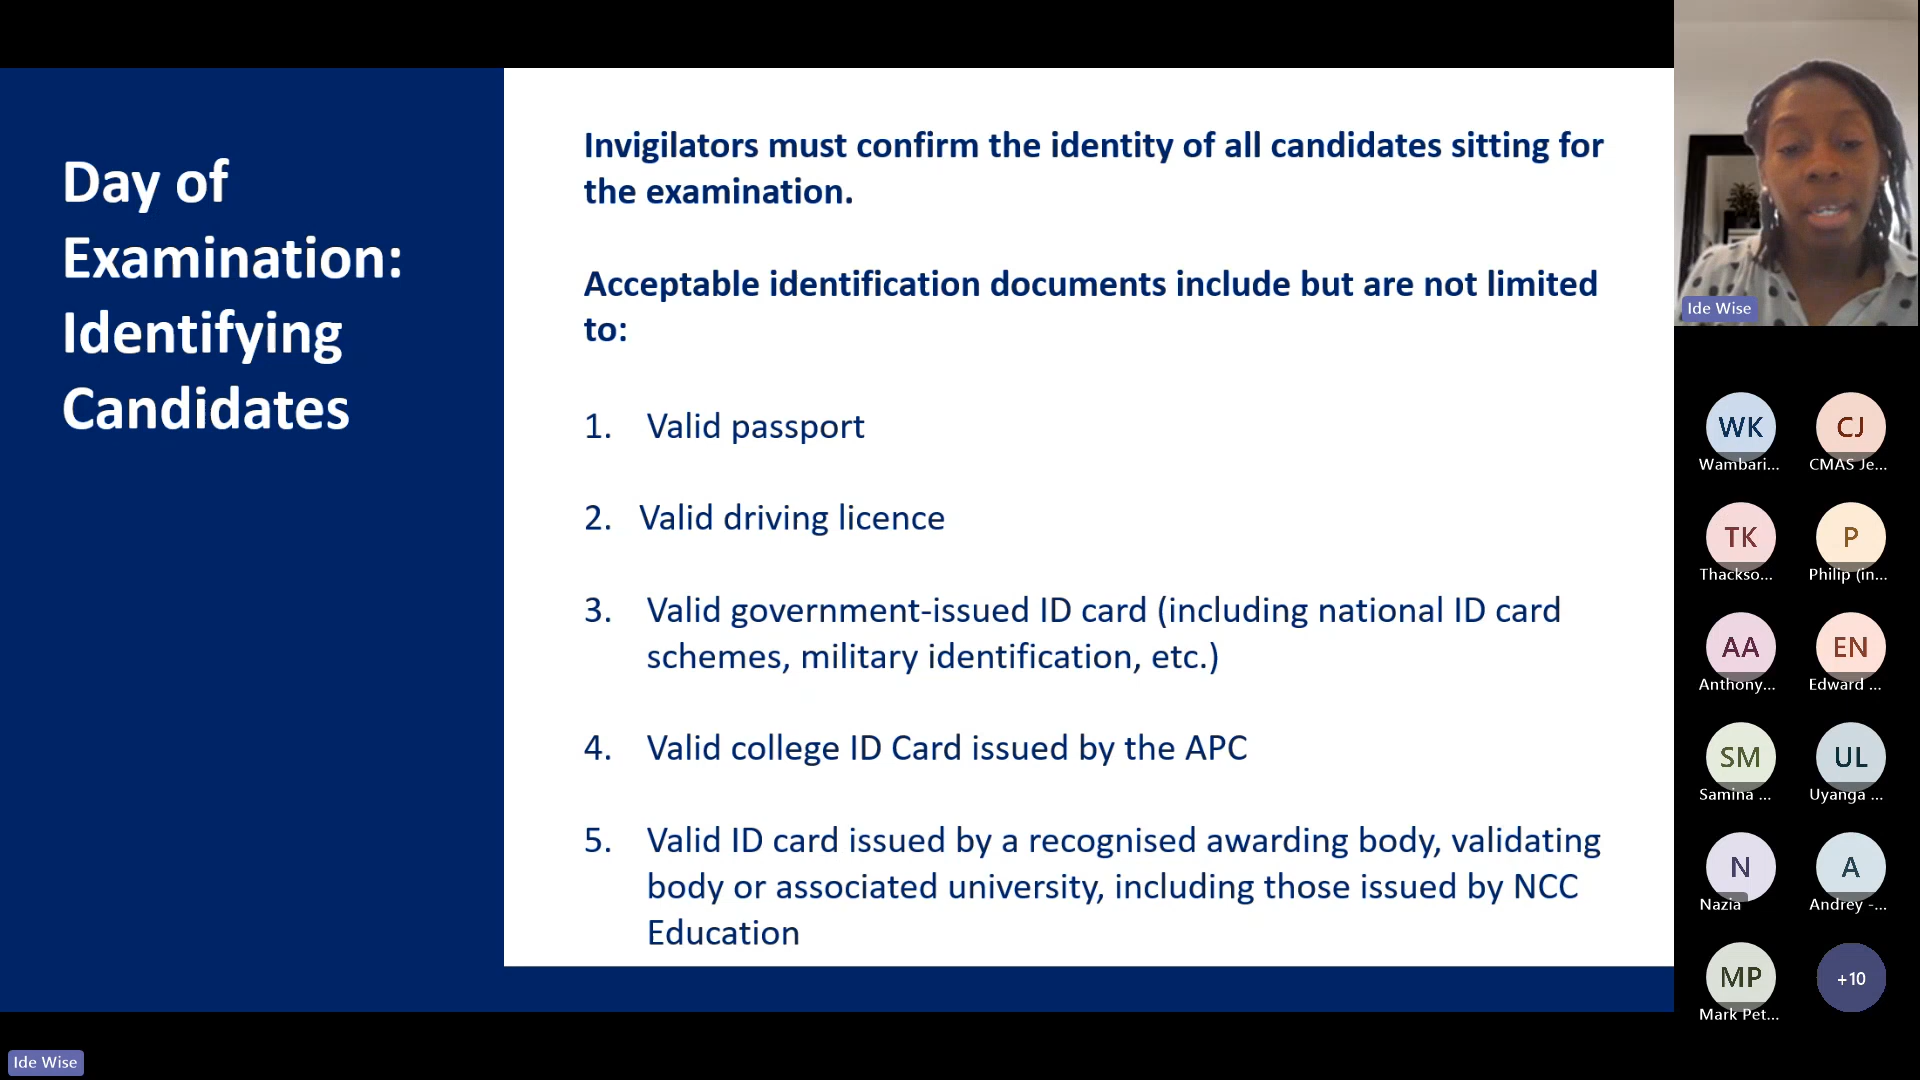 Day of
Examination:
Identifying
Candidates
Invigilators must confirm the identity of all candidates sitting for
the examination.
Acceptable identification documents include but are not limited
to:
1. Valid passport
2. Valid driving licence
3. Valid government-issued ID card (including national ID card
schemes, military identification, etc.)
4. Valid college ID Card issued by the APC
5. Valid ID card issued by a recognised awarding body, validating
body or associated university, including those issued by NCC
Education
Ide Wise
WK
Wambari...
CJ
CMAS Je...
TK
Thackso...
P
Philip (in...
AA
Anthony...
EN
Edward ...
SM
Samina ...
UL
Uyanga ...
N
Nazia
A
Andrey -...
MP
Mark Pet...
+10
Ide Wise